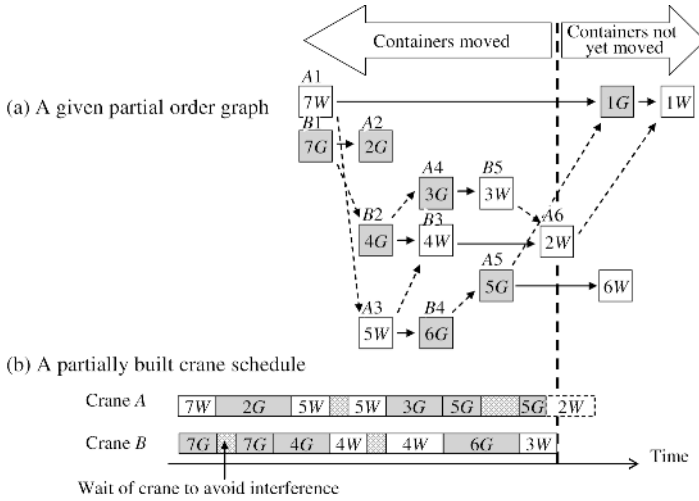 Containers moved
Containers not
yet moved
(a) A given partial order graph
A1
7W
1G
1W
B1
7G
A2
2G
A4
3G
B5
3W
B2
4G
B3
4W
A6
2W
A5
5G
6W
A3
5W
B4
6G
(b) A partially built crane schedule
Crane A
7W 2G 5W 5W 3G 5G 5G 2W
Crane B
7G 7G 4G 4W 4W 6G 3W
Time
Wait of crane to avoid interference